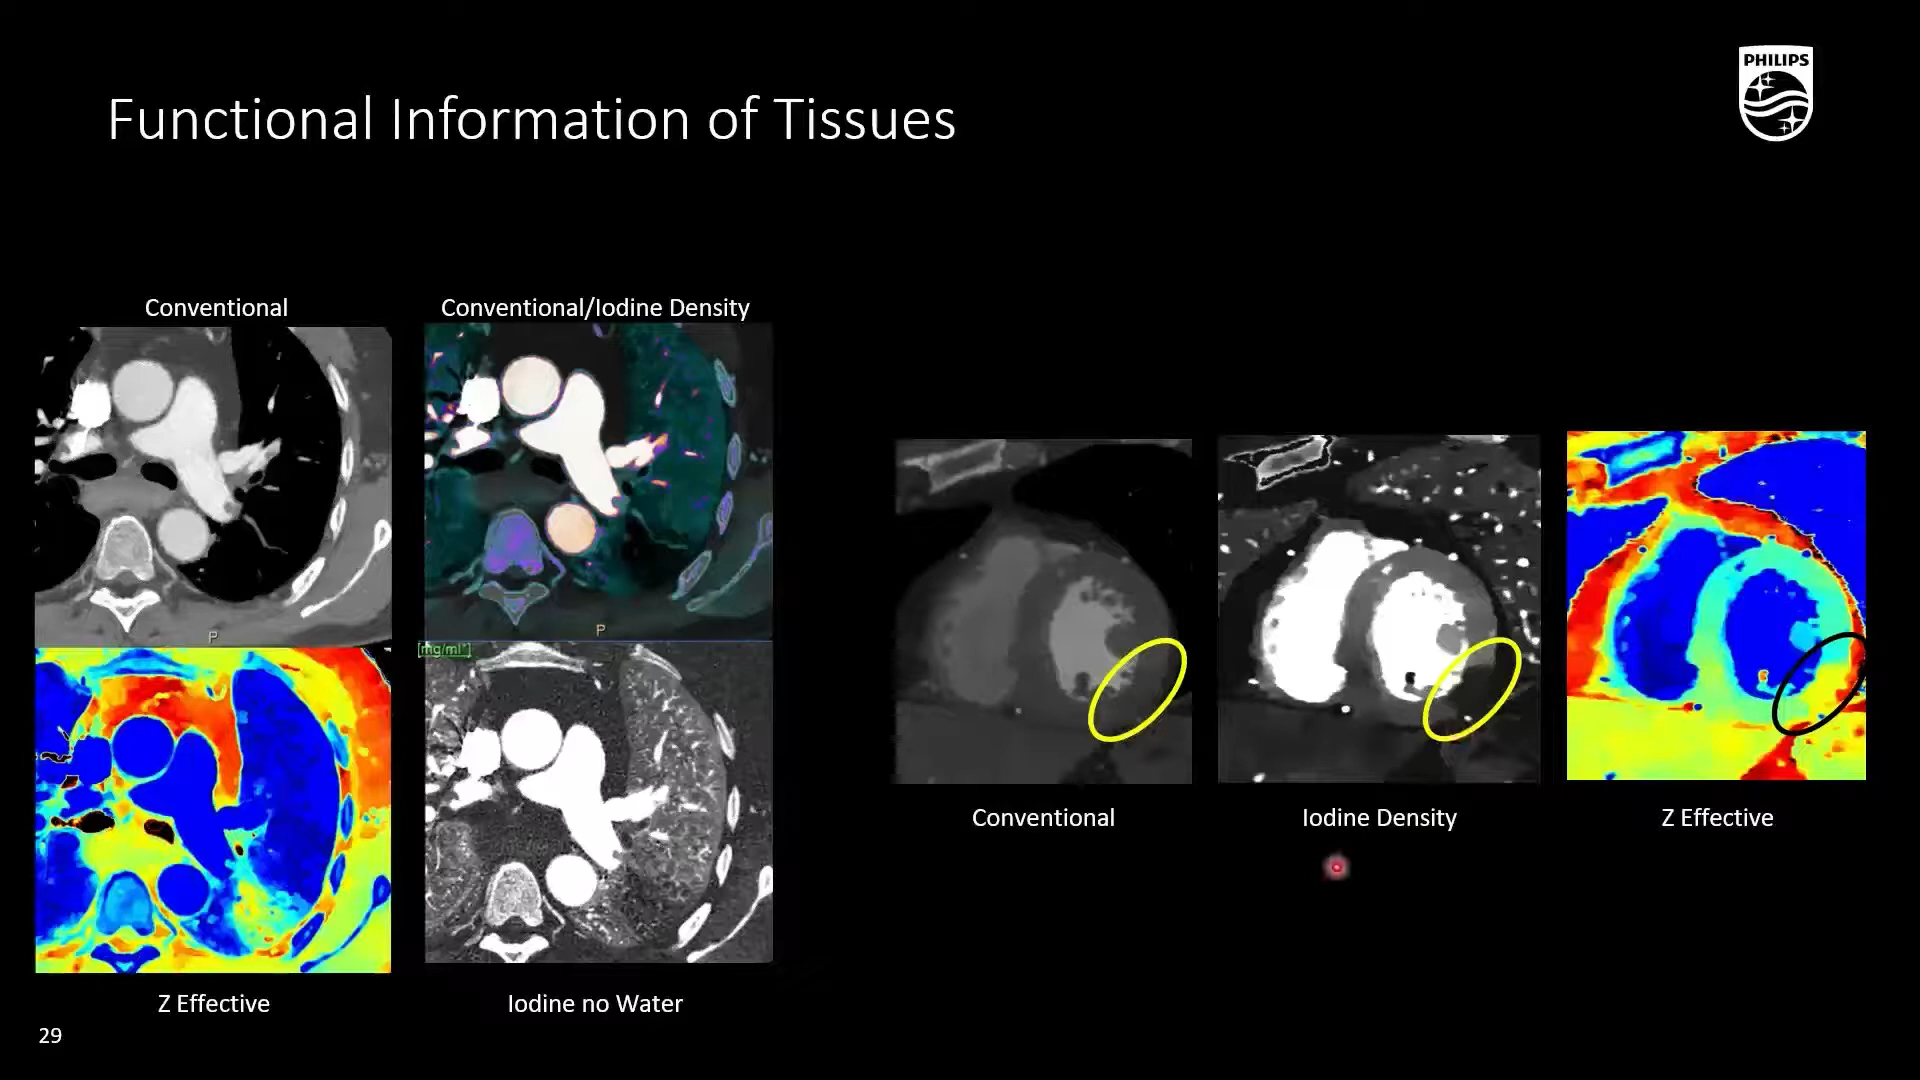 PHILIPS
Functional Information of Tissues
Conventional
Conventional/Iodine Density
P
P
[mg/ml*]
Conventional
Iodine Density
Z Effective
Z Effective
Iodine no Water
29